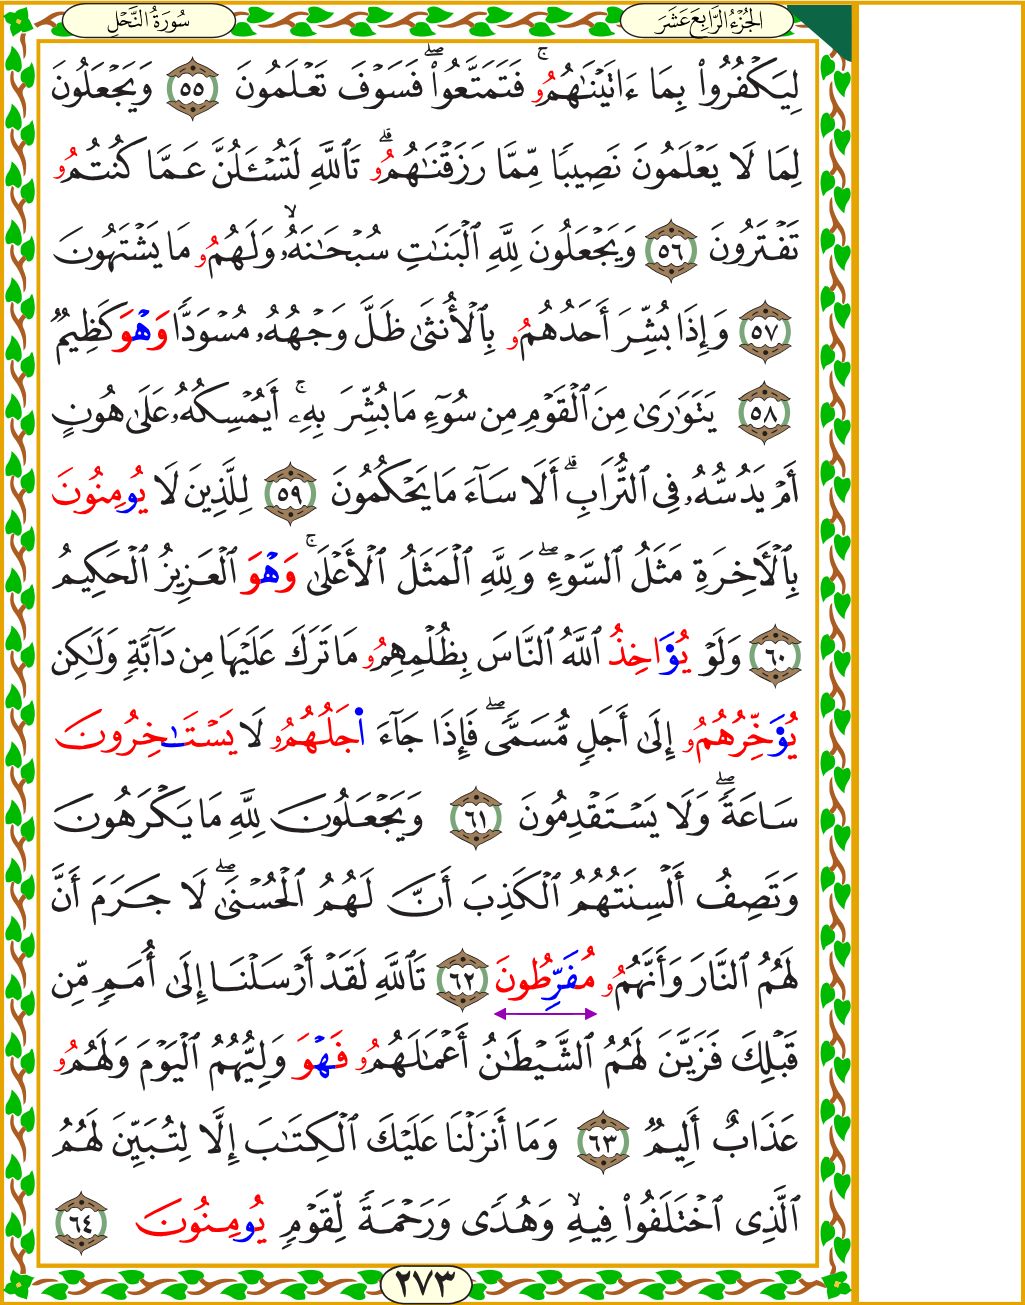 الجُزْءُ الرَّابِعَ عَشَرَ
سُورَةُ النَّحْلِ
لِيَكْفُرُواْ بِمَا ءَاتَيْنَٰهُمُۥ ۚ فَتَمَتَّعُواْ ۖ فَسَوْفَ تَعْلَمُونَ ٥٥ وَيَجْعَلُونَ
لِمَا لَا يَعْلَمُونَ نَصِيبًا مِّمَّا رَزَقْنَٰهُمُۥ ۗ تَٱللَّهِ لَتُسْـَٔلُنَّ عَمَّا كُنتُمُۥ
تَفْتَرُونَ ٥٦ وَيَجْعَلُونَ لِلَّهِ ٱلْبَنَٰتِ سُبْحَٰنَهُۥ ۙ وَلَهُمُۥ مَا يَشْتَهُونَ
٥٧ وَإِذَا بُشِّرَ أَحَدُهُمُۥ بِٱلْأُنثَىٰ ظَلَّ وَجْهُهُۥ مُسْوَدًّا وَهْوَ كَظِيمٌ
٥٨ يَتَوَٰرَىٰ مِنَ ٱلْقَوْمِ مِن سُوٓءِ مَا بُشِّرَ بِهِۦٓ ۚ أَيُمْسِكُهُۥ عَلَىٰ هُونٍ
أَمْ يَدُسُّهُۥ فِى ٱلتُّرَابِ ۗ أَلَا سَآءَ مَا يَحْكُمُونَ ٥٩ لِلَّذِينَ لَا يُومِنُونَ
بِٱلْأَخِرَةِ مَثَلُ ٱلسَّوْءِ ۖ وَلِلَّهِ ٱلْمَثَلُ ٱلْأَعْلَىٰ ۚ وَهْوَ ٱلْعَزِيزُ ٱلْحَكِيمُ
٦٠ وَلَوْ يُؤَاخِذُ ٱللَّهُ ٱلنَّاسَ بِظُلْمِهِمُۥ مَا تَرَكَ عَلَيْهَا مِن دَآبَّةٍ وَلَٰكِن
يُؤَخِّرُهُمُۥ إِلَىٰٓ أَجَلٍ مُّسَمًّى ۖ فَإِذَا جَآءَ اجَلُهُمُۥ لَا يَسْتَـٰخِرُونَ
سَاعَةً ۖ وَلَا يَسْتَقْدِمُونَ ٦١ وَيَجْعَلُونَ لِلَّهِ مَا يَكْرَهُونَ
وَتَصِفُ أَلْسِنَتُهُمُ ٱلْكَذِبَ أَنَّ لَهُمُ ٱلْحُسْنَىٰ ۖ لَا جَرَمَ أَنَّ
لَهُمُ ٱلنَّارَ وَأَنَّهُمُۥ مُفَرِّطُونَ ٦٢ تَٱللَّهِ لَقَدْ أَرْسَلْنَا إِلَىٰٓ أُمَمٍ مِّن
قَبْلِكَ فَزَيَّنَ لَهُمُ ٱلشَّيْطَٰنُ أَعْمَٰلَهُمُۥ فَهْوَ وَلِيُّهُمُ ٱلْيَوْمَ وَلَهُمُۥ
عَذَابٌ أَلِيمٌ ٦٣ وَمَا أَنزَلْنَا عَلَيْكَ ٱلْكِتَٰبَ إِلَّا لِتُبَيِّنَ لَهُمُ
ٱلَّذِى ٱخْتَلَفُواْ فِيهِ ۙ وَهُدًى وَرَحْمَةً لِّقَوْمٍ يُومِنُونَ ٦٤
٢٧٣